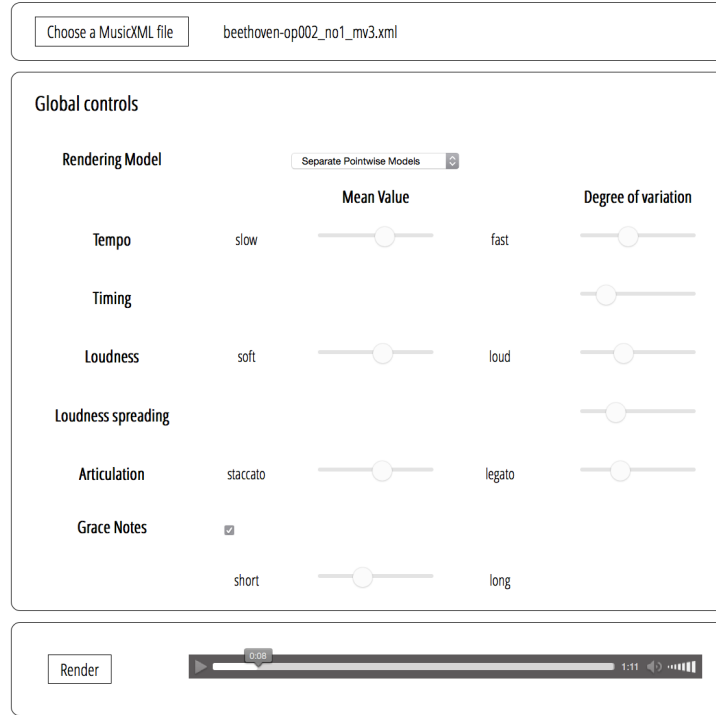 Choose a MusicXML file beethoven-op002_no1_mv3.xml
Global controls
Rendering Model Separate Pointwise Models
Mean Value Degree of variation
Tempo slow fast
Timing
Loudness soft loud
Loudness spreading
Articulation staccato legato
Grace Notes
short long
0:08
Render 1:11